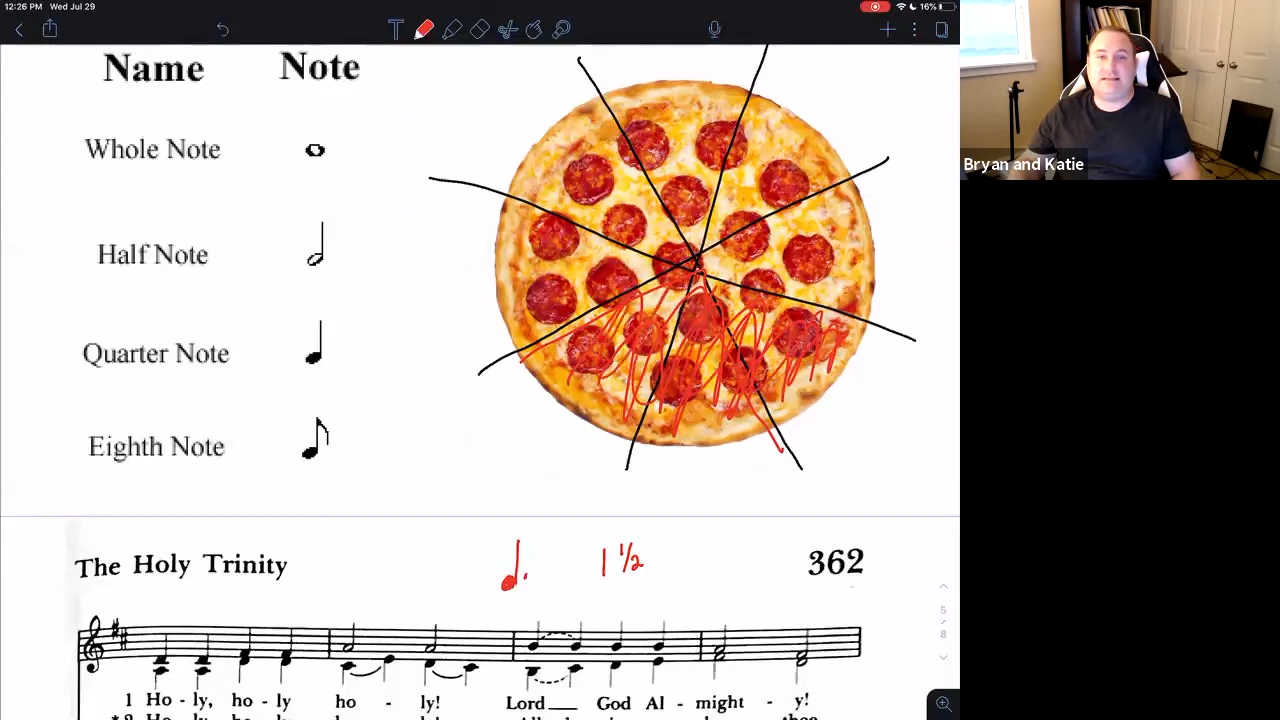 12:26 PM Wed Jul 29
16%
Name Note
Whole Note
Half Note
Quarter Note
Eighth Note
Bryan and Katie
The Holy Trinity
1 1/2
362
5
/
8
1 Ho - ly, ho - ly ho - ly! Lord God Al - might - y!